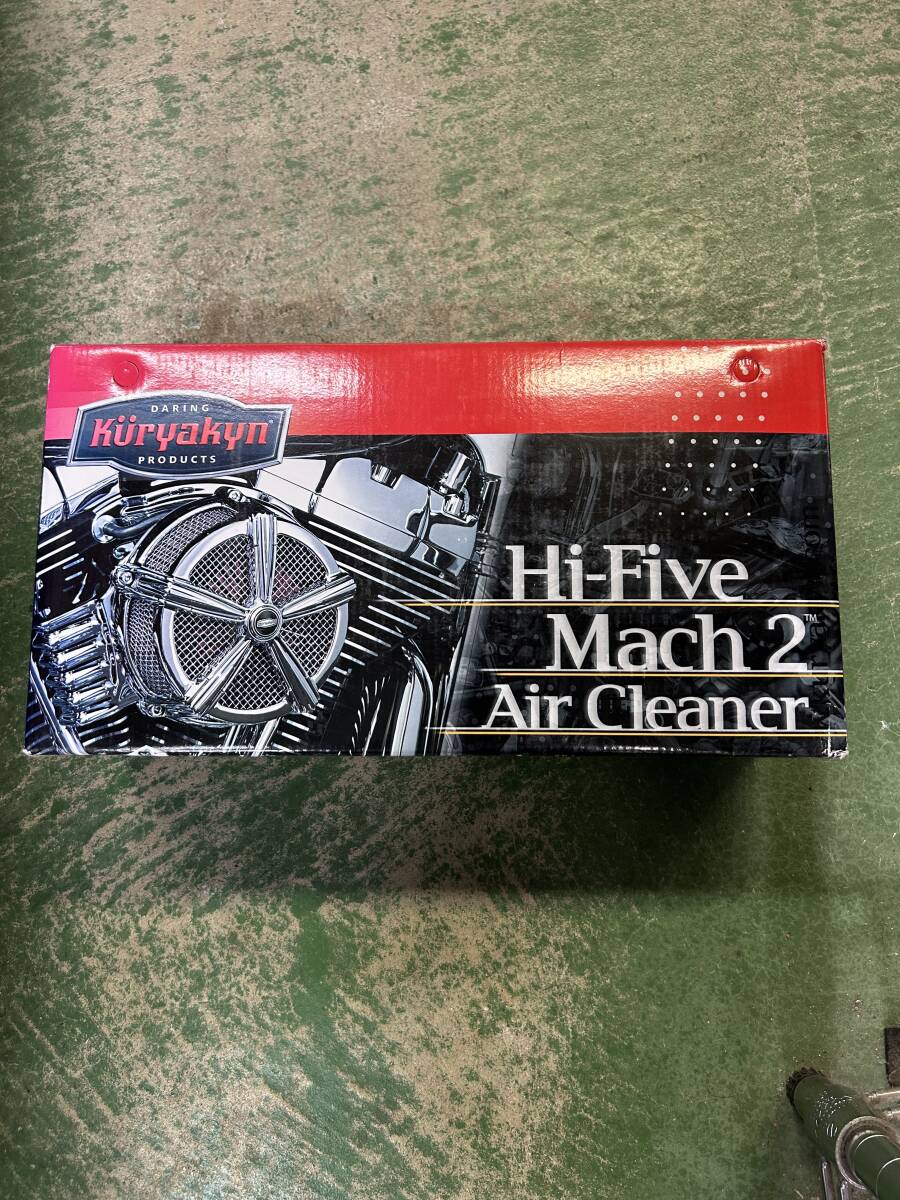 DARING
Küryakyn®
PRODUCTS
Hi-Five
Mach 2™
Air Cleaner